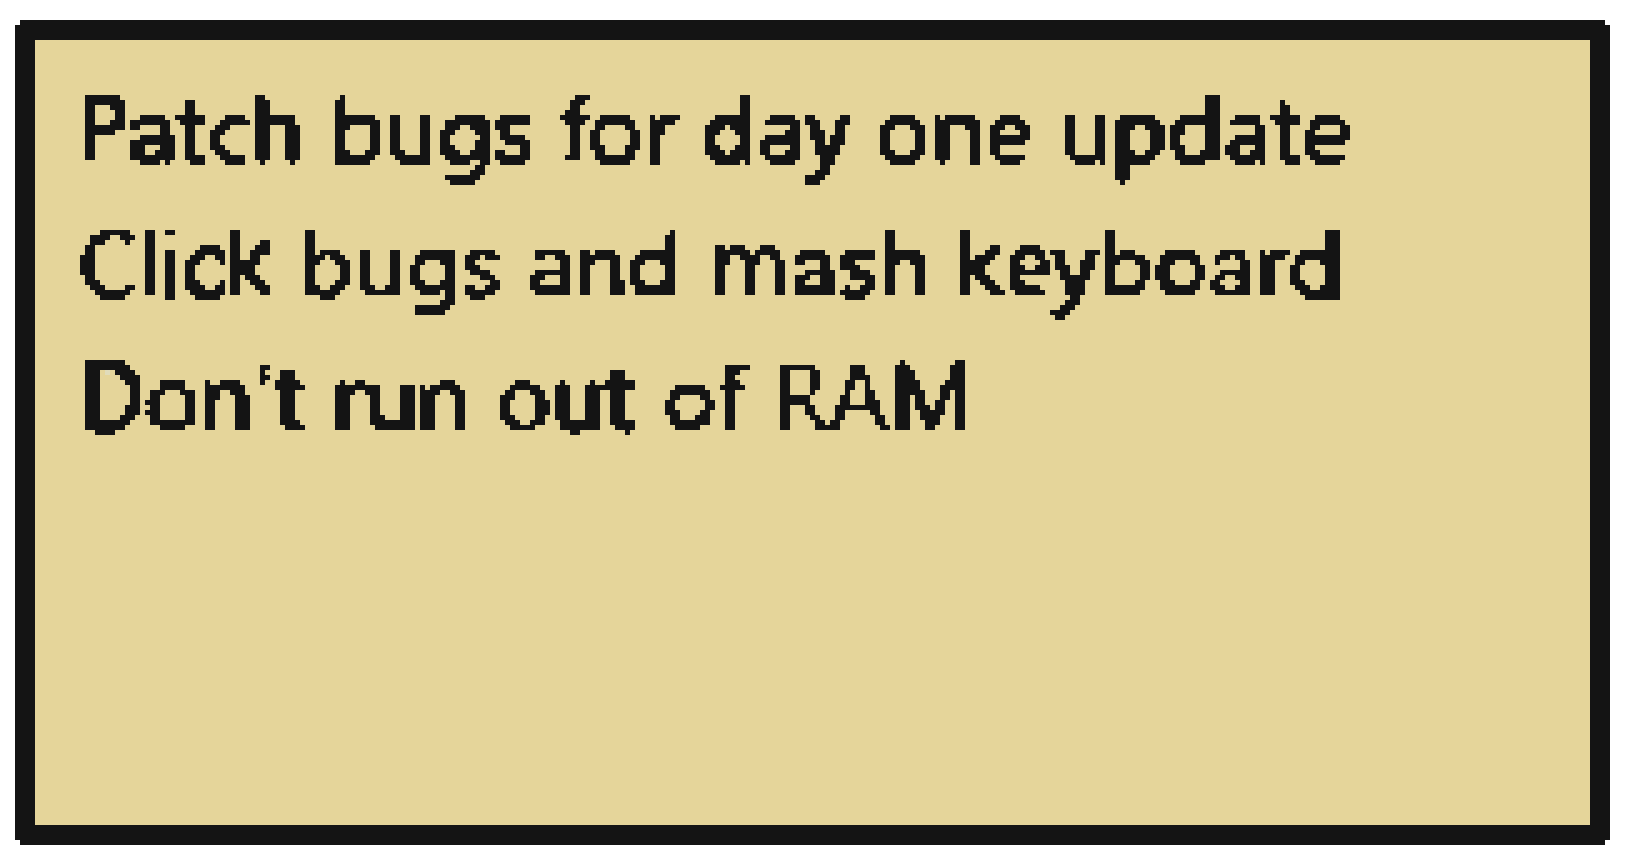 Patch bugs for day one update
Click bugs and mash keyboard
Don't run out of RAM